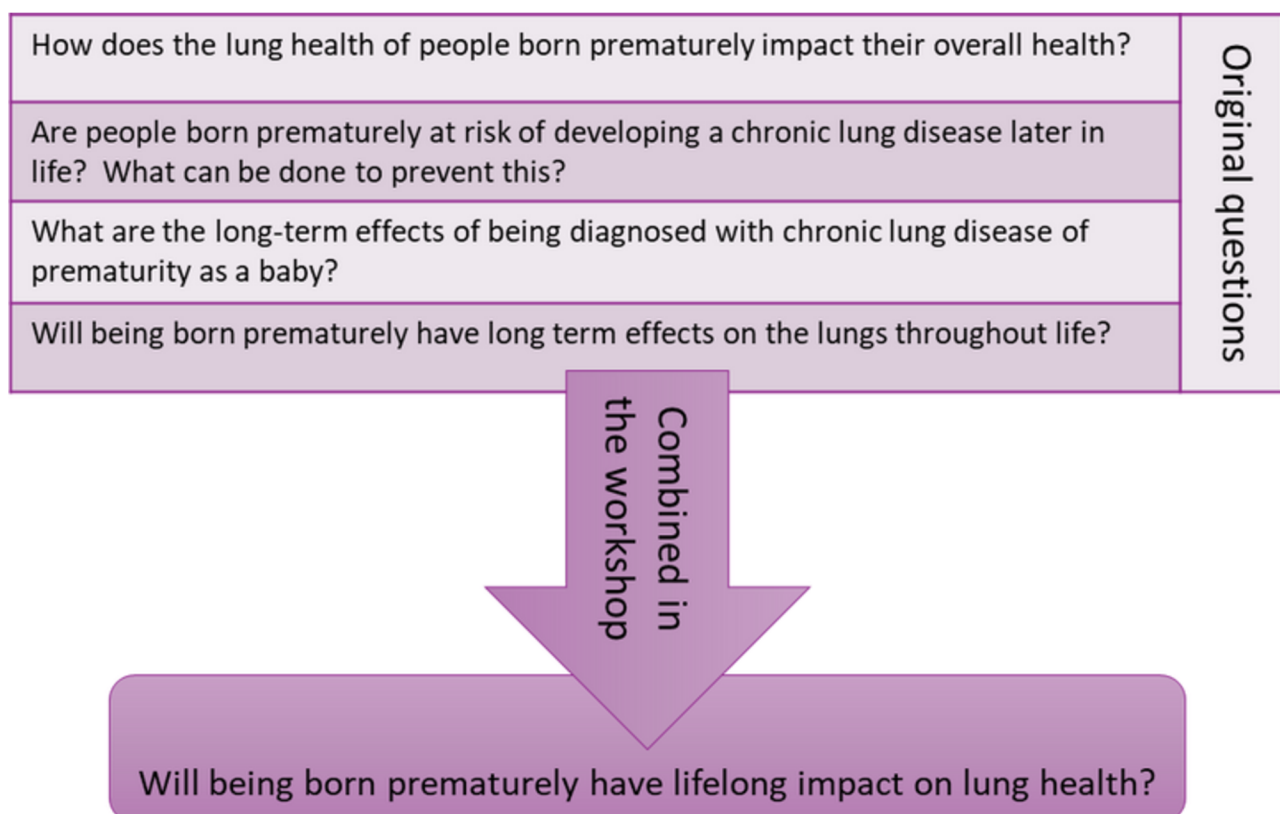 How does the lung health of people born prematurely impact their overall health?
Are people born prematurely at risk of developing a chronic lung disease later in
life?  What can be done to prevent this?
What are the long-term effects of being diagnosed with chronic lung disease of
prematurity as a baby?
Will being born prematurely have long term effects on the lungs throughout life?
Original questions
Combined in
the workshop
Will being born prematurely have lifelong impact on lung health?